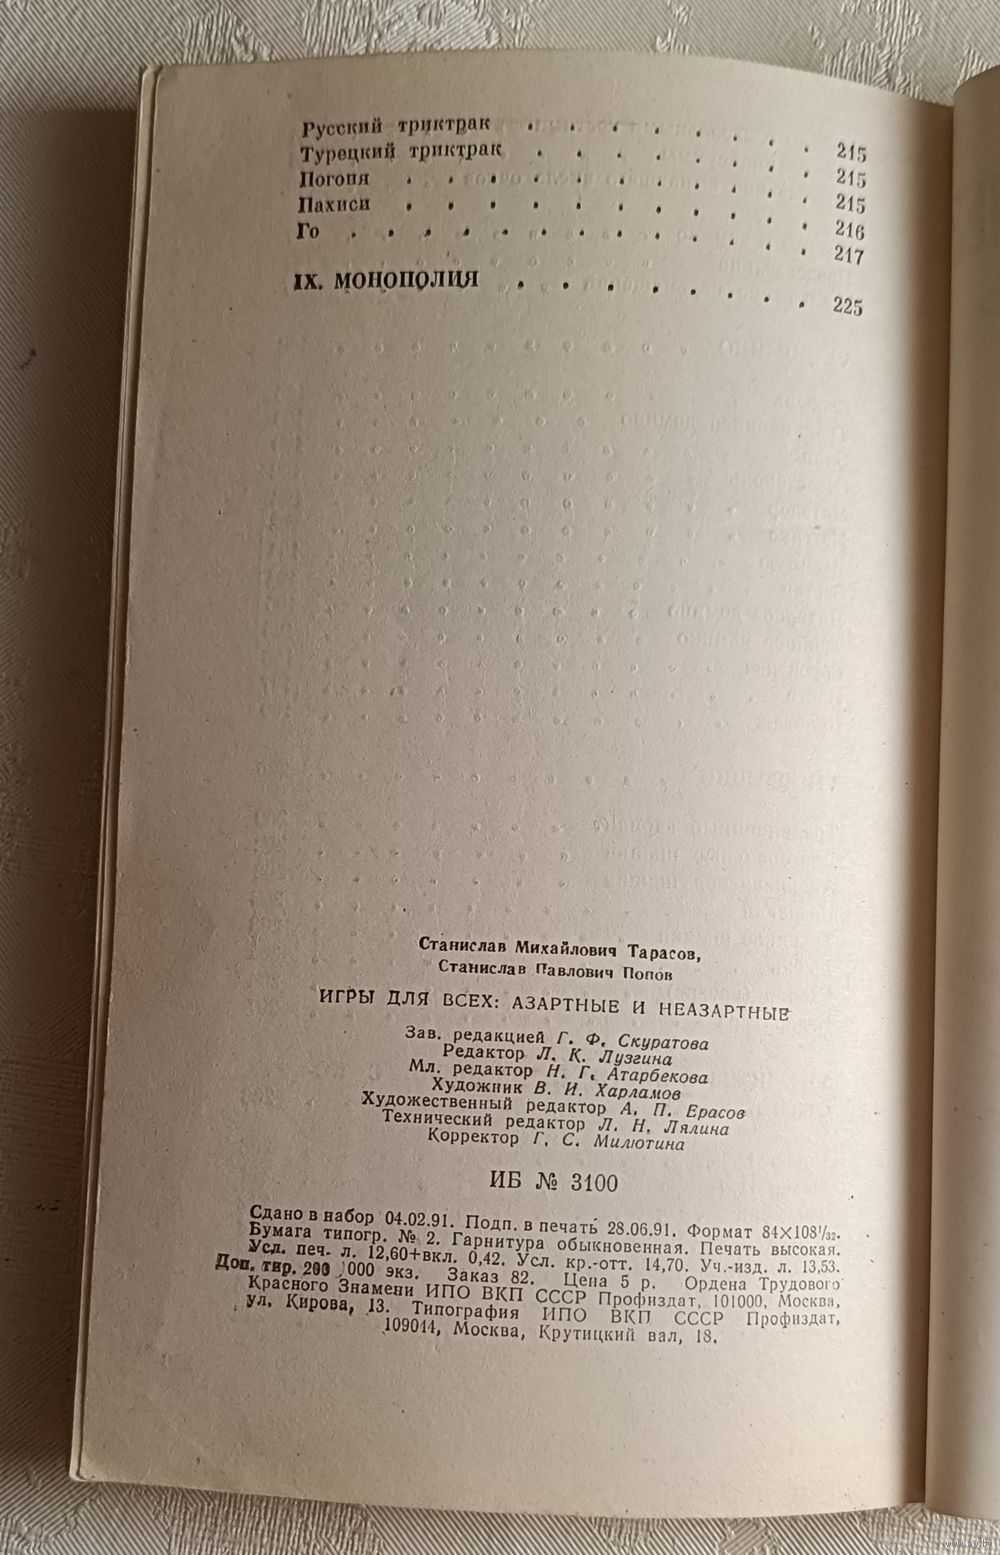 Русский триктрак . . . . . . . . 215
Турецкий триктрак . . . . . . . . 215
Погоня . . . . . . . . . . 215
Пахиси . . . . . . . . . . 216
Го . . . . . . . . . . . . 217
IX. МОНОПОЛИЯ . . . . . . . . 225
Станислав Михайлович Тарасов,
Станислав Павлович Попов
ИГРЫ ДЛЯ ВСЕХ: АЗАРТНЫЕ И НЕАЗАРТНЫЕ
Зав. редакцией Г. Ф. Скуратова
Редактор Л. К. Лузгина
Мл. редактор Н. Г. Атарбекова
Художник В. И. Харламов
Художественный редактор А. П. Ерасов
Технический редактор Л. Н. Лялина
Корректор Г. С. Милютина
ИБ № 3100
Сдано в набор 04.02.91. Подп. в печать 28.06.91. Формат 84×108¹/₃₂.
Бумага типогр. № 2. Гарнитура обыкновенная. Печать высокая.
Усл. печ. л. 12,60+вкл. 0,42. Усл. кр.-отт. 14,70. Уч.-изд. л. 13,53.
Доп. тир. 200 000 экз. Заказ 82. Цена 5 р. Ордена Трудового
Красного Знамени ИПО ВКП СССР Профиздат, 101000, Москва,
ул. Кирова, 13. Типография ИПО ВКП СССР Профиздат,
109044, Москва, Крутицкий вал, 18.
www.ay.by